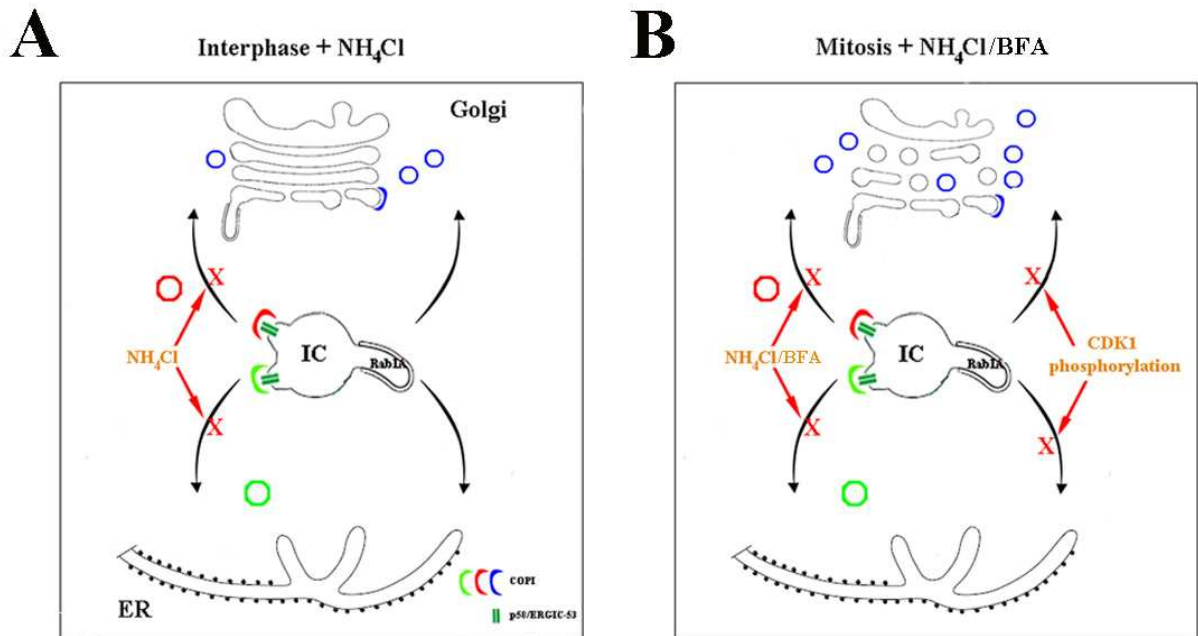 A
Interphase + NH4Cl
Golgi
X
NH4Cl
IC
Rab1A
X
COPI
p58/ERGIC-53
ER
B
Mitosis + NH4Cl/BFA
X
X
NH4Cl/BFA
IC
Rab1A
CDK1
phosphorylation
X
X